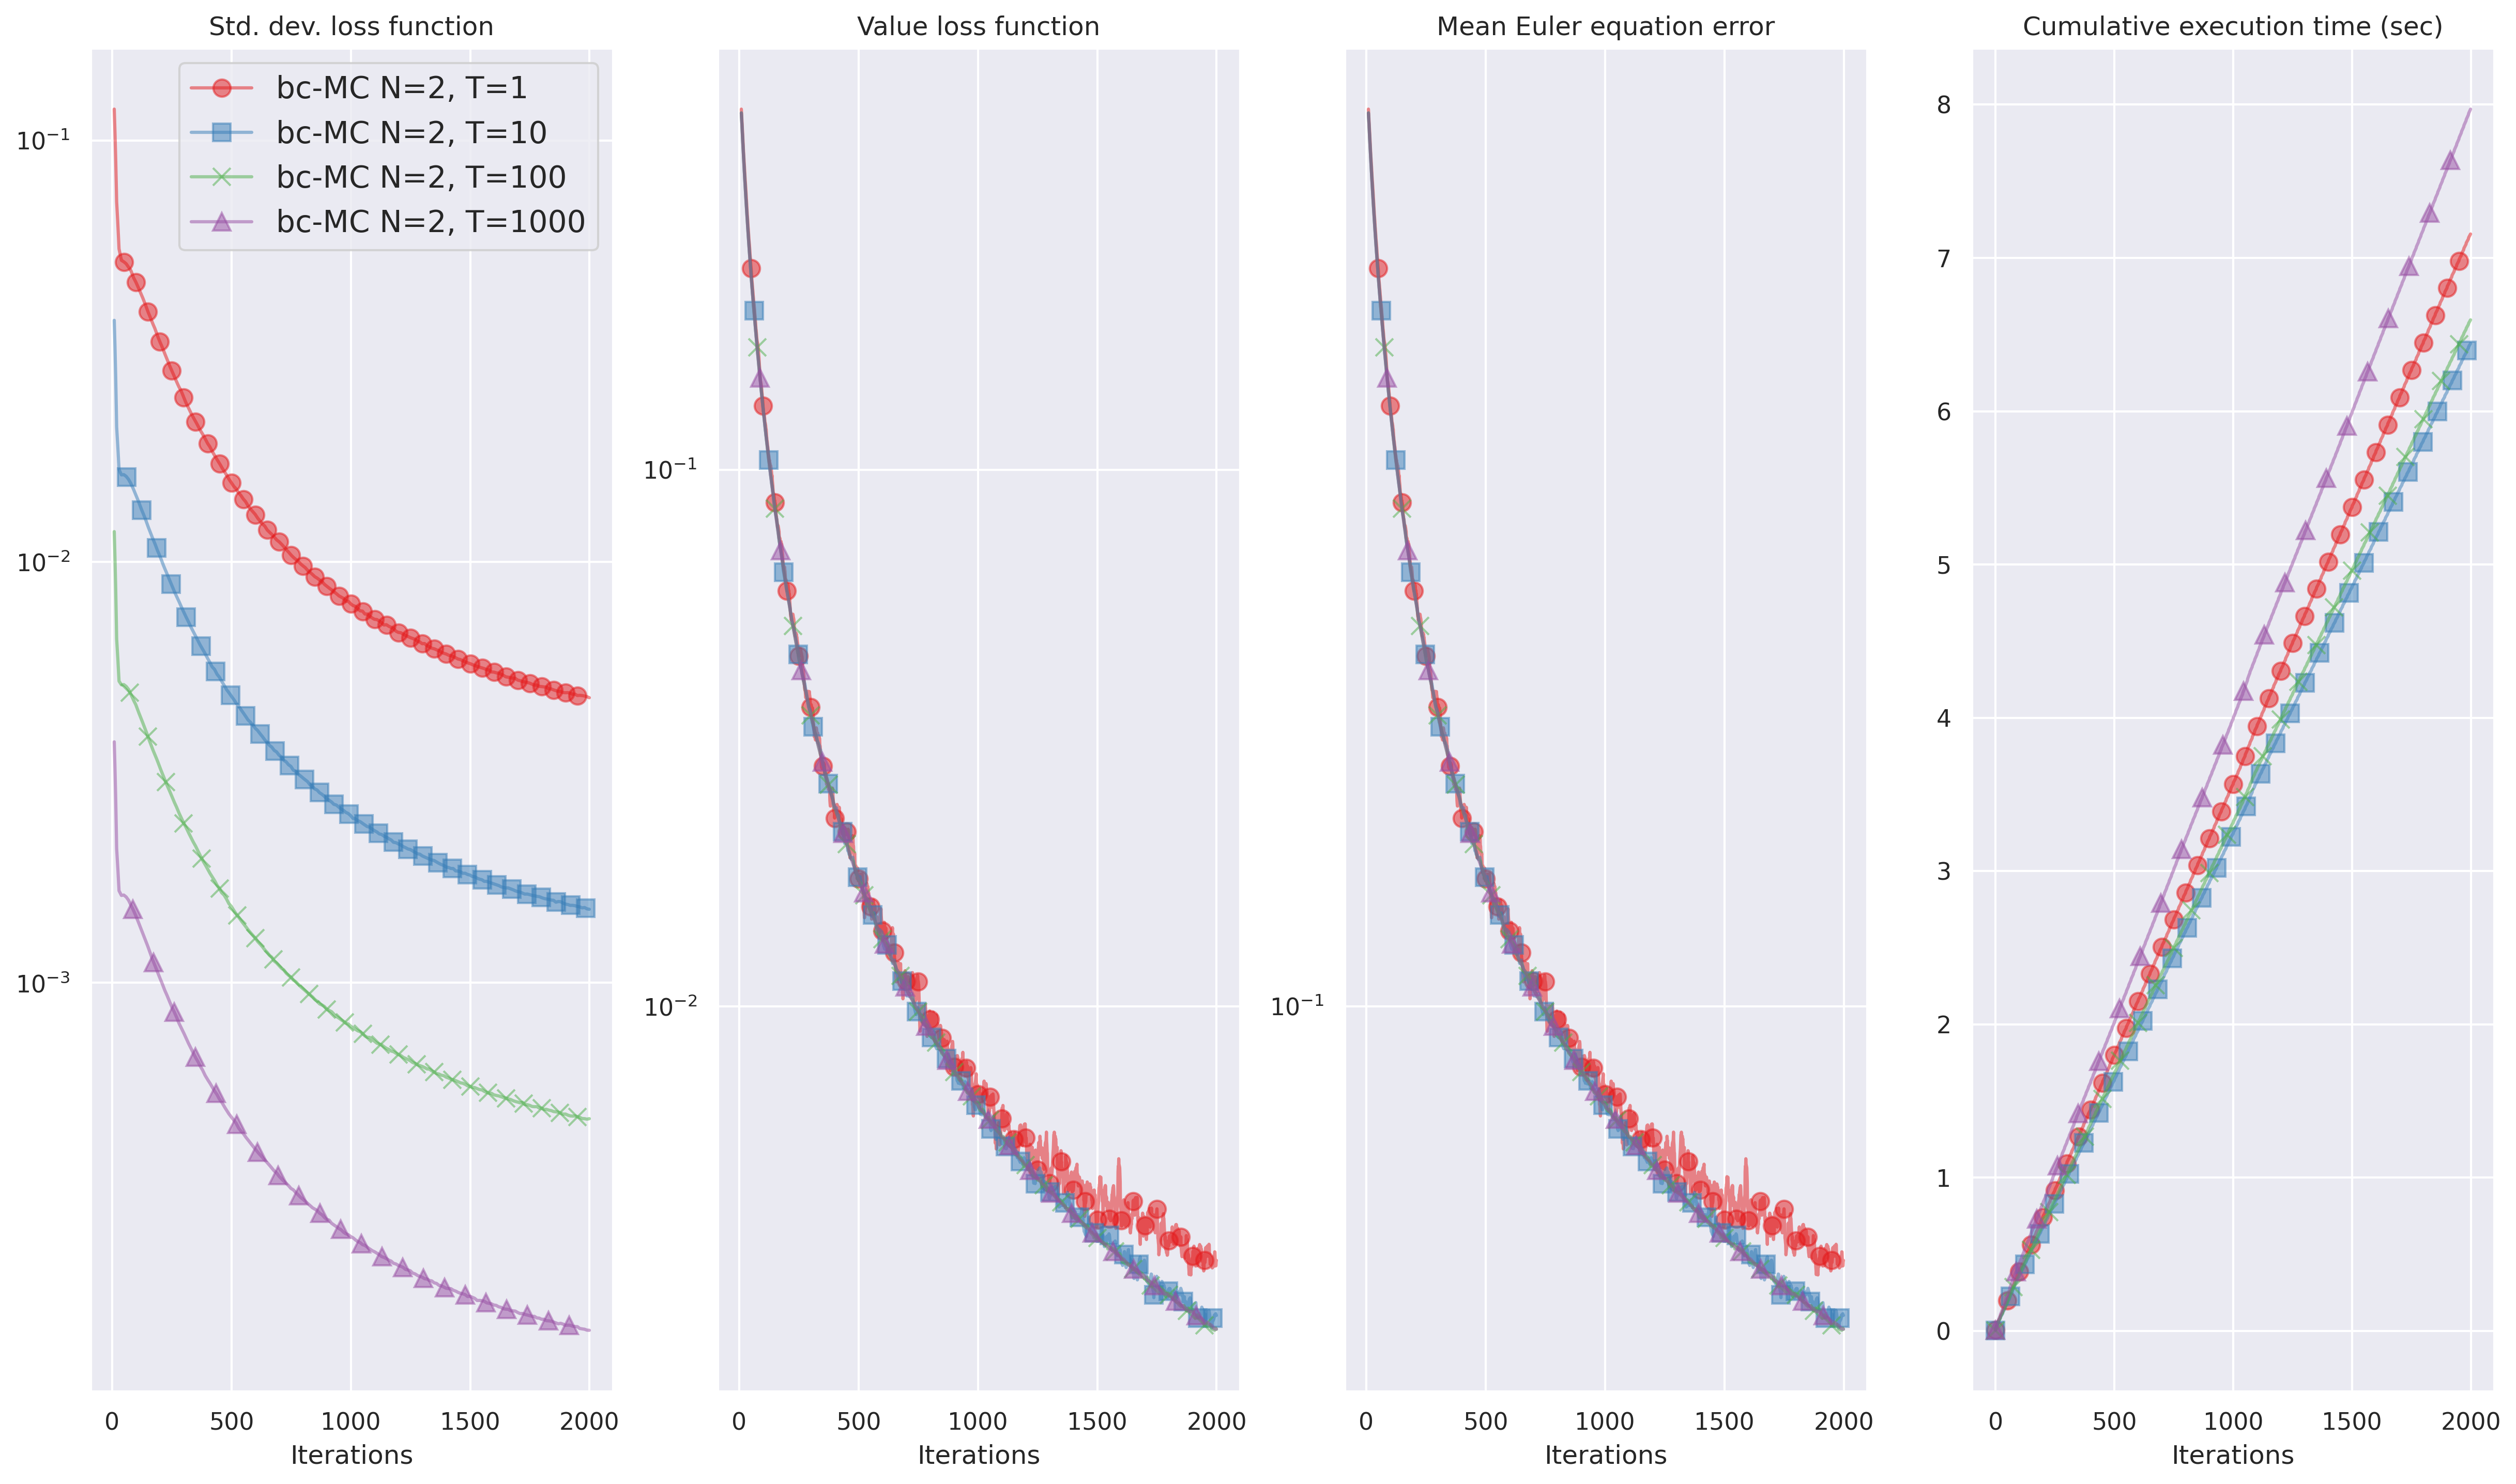 Std. dev. loss function
10⁻¹
10⁻²
10⁻³
bc-MC N=2, T=1
bc-MC N=2, T=10
bc-MC N=2, T=100
bc-MC N=2, T=1000
0 500 1000 1500 2000
Iterations
Value loss function
10⁻¹
10⁻²
0 500 1000 1500 2000
Iterations
Mean Euler equation error
10⁻¹
0 500 1000 1500 2000
Iterations
Cumulative execution time (sec)
8
7
6
5
4
3
2
1
0
0 500 1000 1500 2000
Iterations